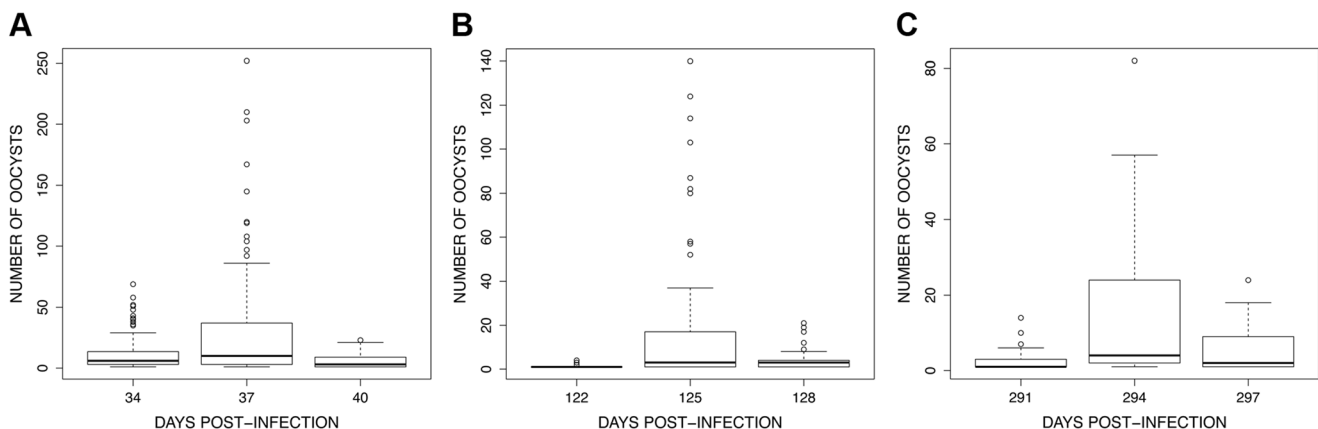 A
NUMBER OF OOCYSTS
250
200
150
100
50
0
34 37 40
DAYS POST-INFECTION
B
NUMBER OF OOCYSTS
140
120
100
80
60
40
20
0
122 125 128
DAYS POST-INFECTION
C
NUMBER OF OOCYSTS
80
60
40
20
0
291 294 297
DAYS POST-INFECTION